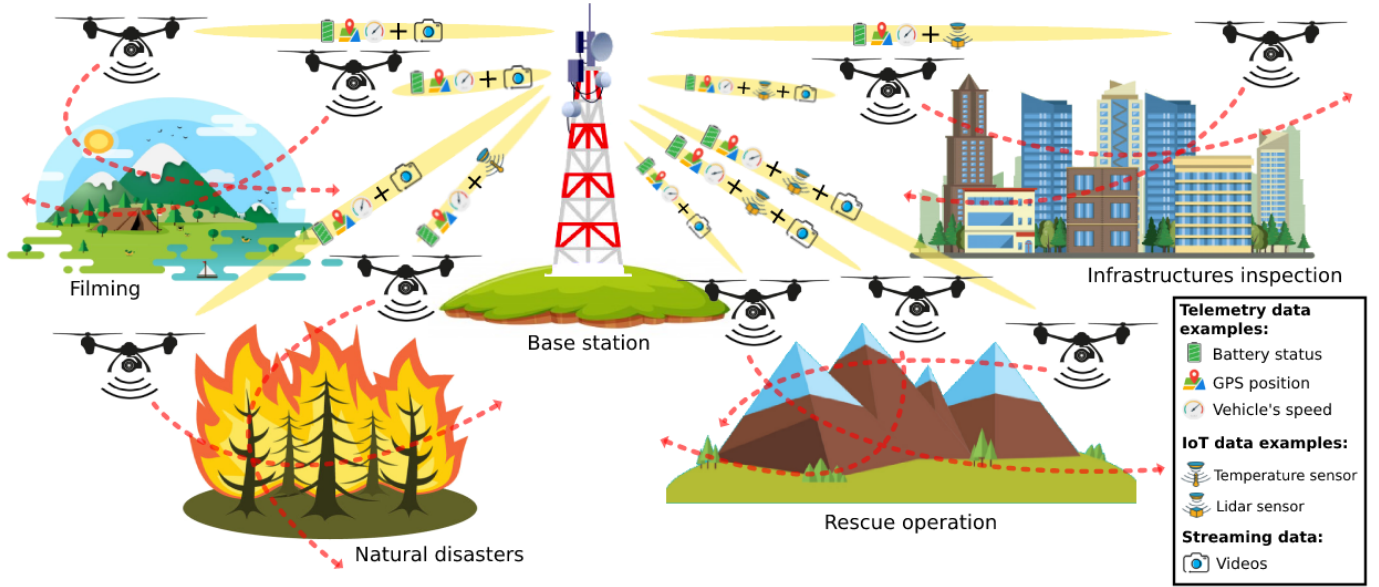 Filming
Base station
Infrastructures inspection
Natural disasters
Rescue operation
Telemetry data
examples:
Battery status
GPS position
Vehicle's speed
IoT data examples:
Temperature sensor
Lidar sensor
Streaming data:
Videos